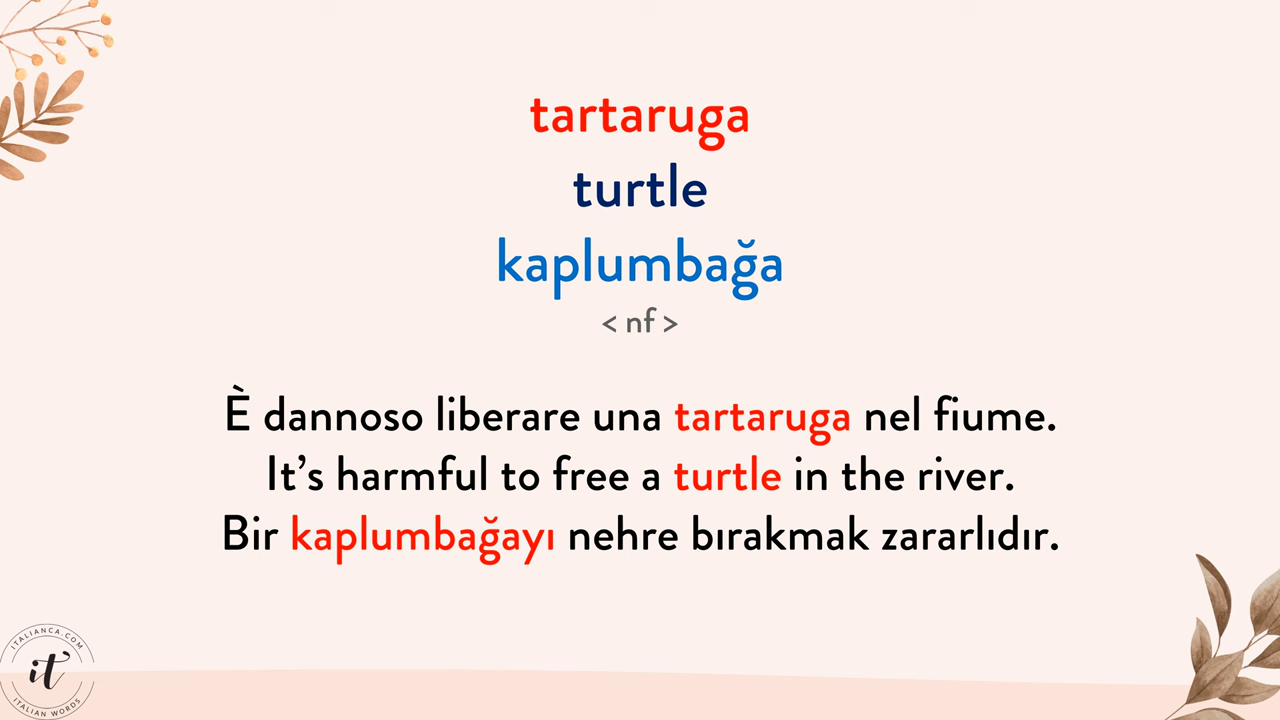 tartaruga
turtle
kaplumbağa
< nf >
È dannoso liberare una tartaruga nel fiume.
It’s harmful to free a turtle in the river.
Bir kaplumbağayı nehre bırakmak zararlıdır.
ITALIANCA.COM
it
ITALIAN WORDS